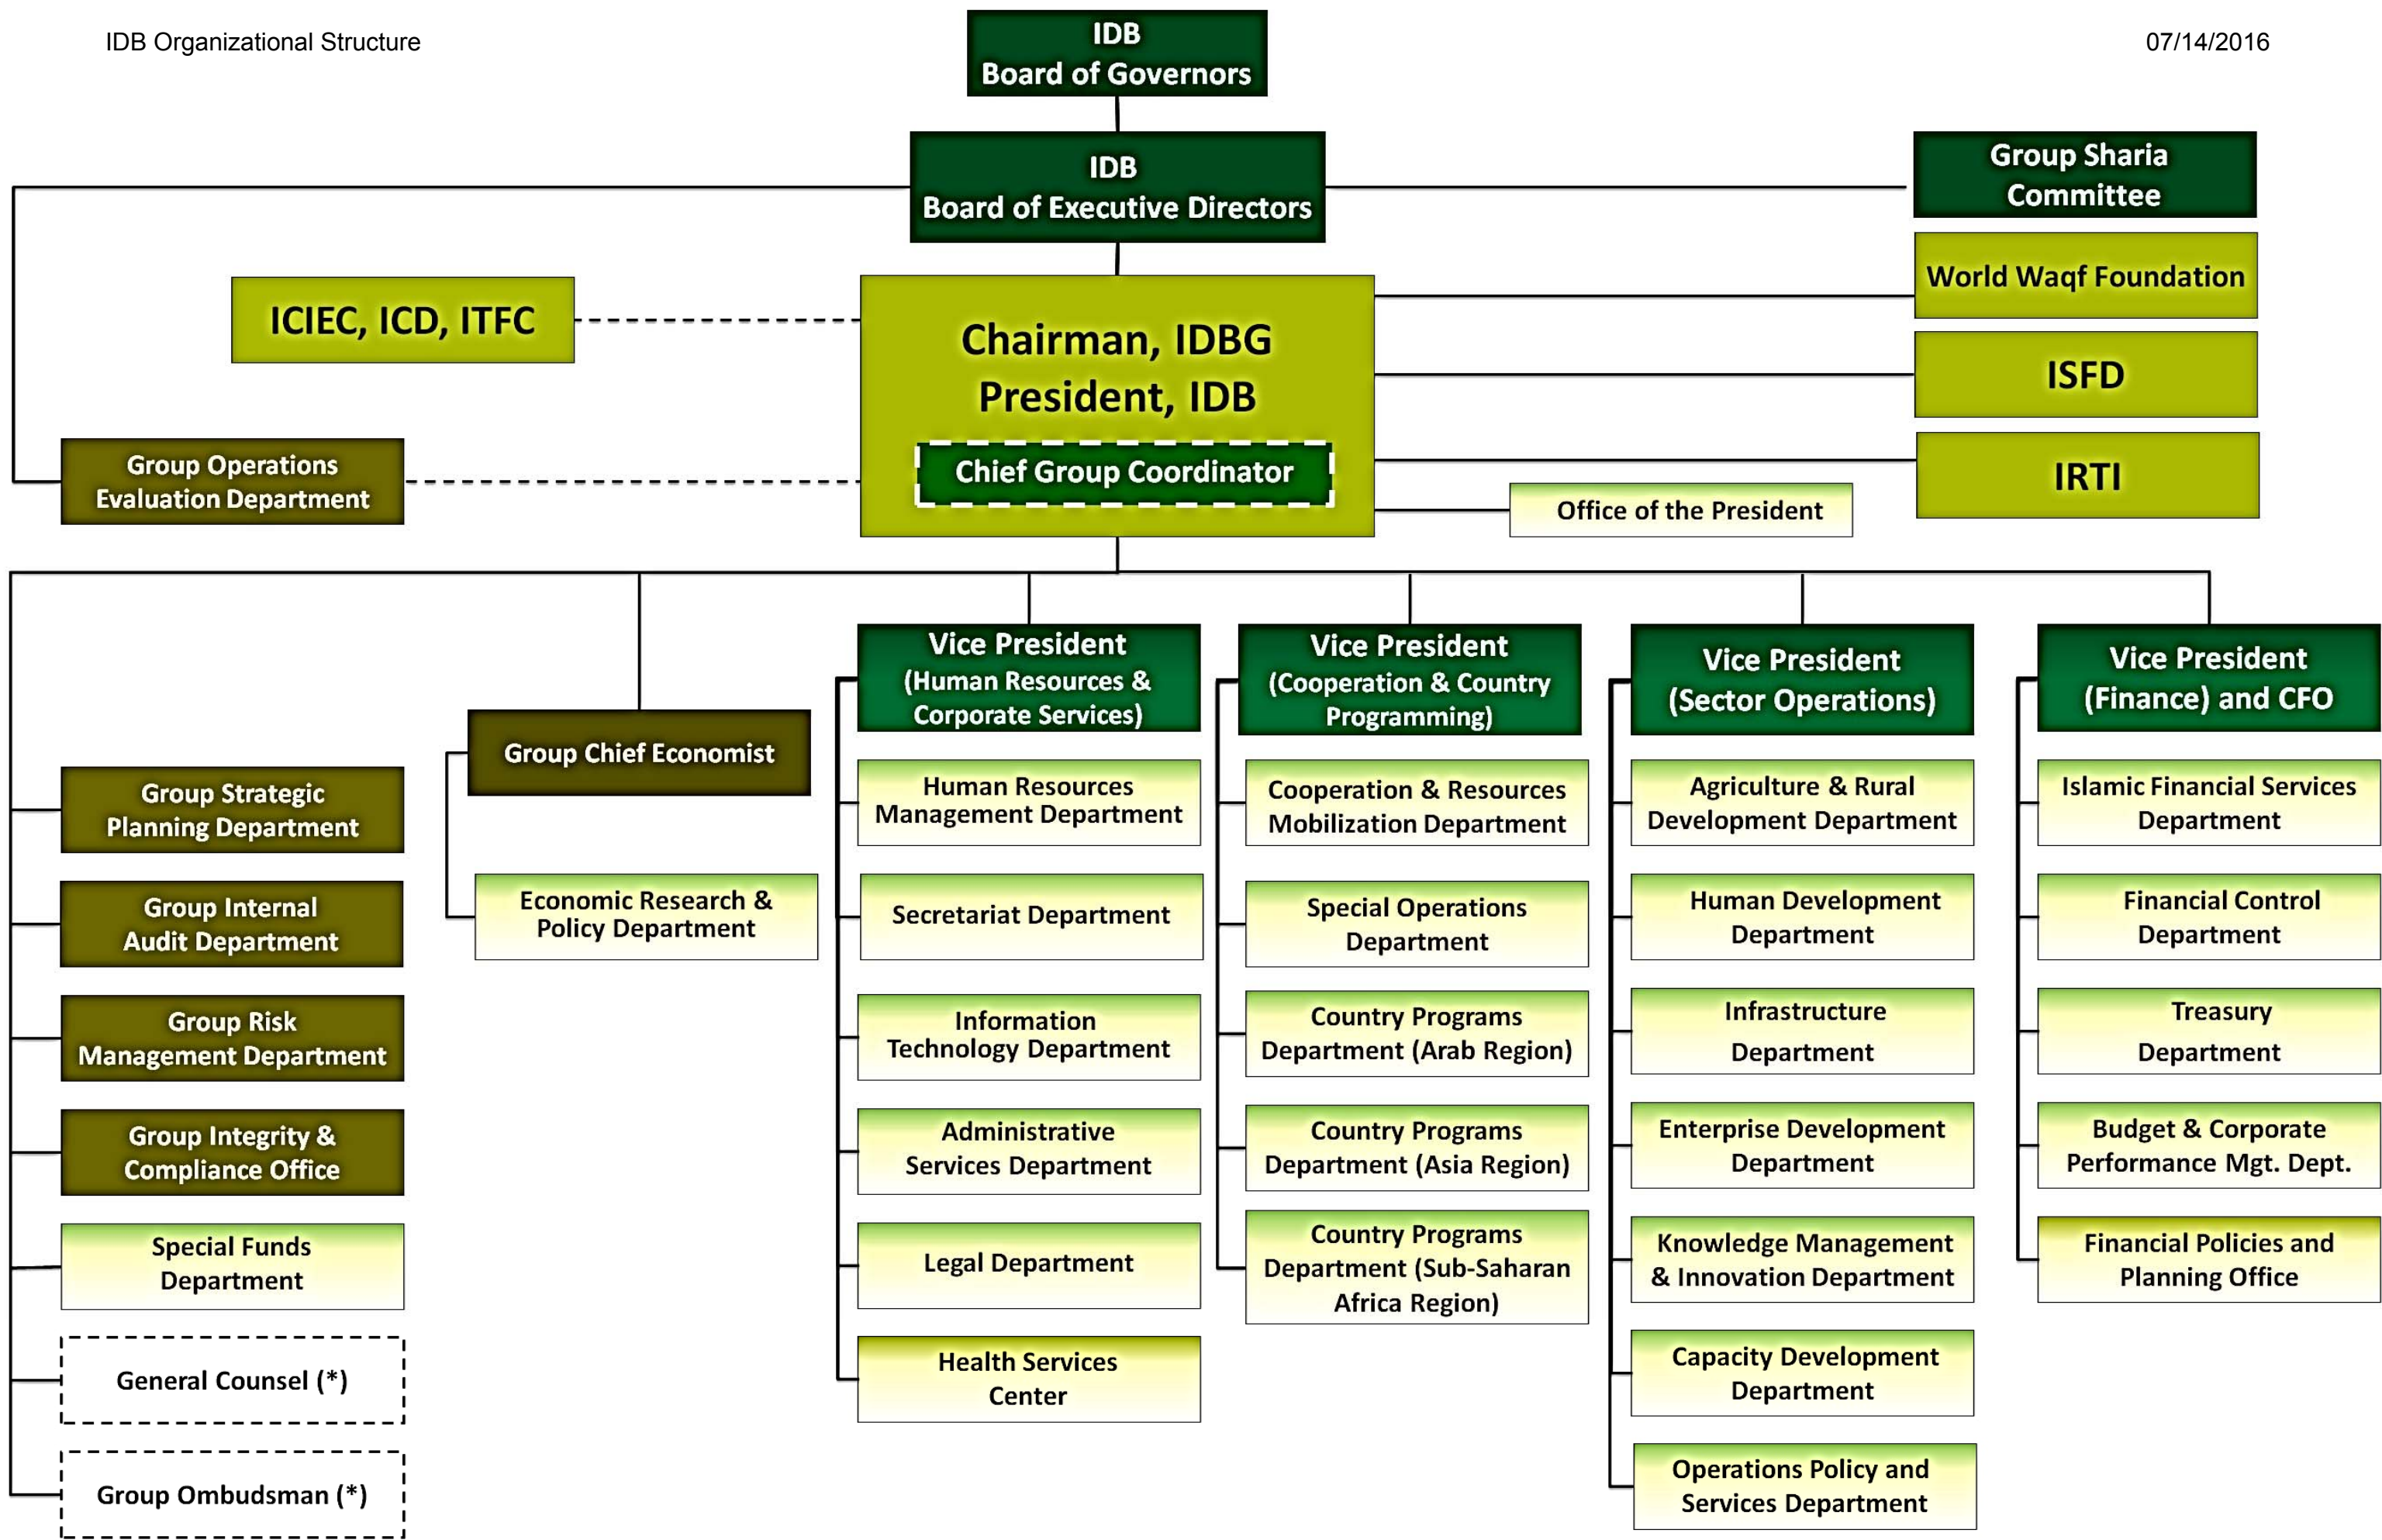 IDB Organizational Structure
07/14/2016
IDB
Board of Governors
IDB
Board of Executive Directors
Group Sharia
Committee
World Waqf Foundation
ICIEC, ICD, ITFC
Chairman, IDBG
President, IDB
Chief Group Coordinator
ISFD
IRTI
Group Operations
Evaluation Department
Office of the President
Group Strategic
Planning Department
Group Internal
Audit Department
Group Risk
Management Department
Group Integrity &
Compliance Office
Special Funds
Department
General Counsel (*)
Group Ombudsman (*)
Group Chief Economist
Economic Research &
Policy Department
Vice President
(Human Resources &
Corporate Services)
Human Resources
Management Department
Secretariat Department
Information
Technology Department
Administrative
Services Department
Legal Department
Health Services
Center
Vice President
(Cooperation & Country
Programming)
Cooperation & Resources
Mobilization Department
Special Operations
Department
Country Programs
Department (Arab Region)
Country Programs
Department (Asia Region)
Country Programs
Department (Sub-Saharan
Africa Region)
Vice President
(Sector Operations)
Agriculture & Rural
Development Department
Human Development
Department
Infrastructure
Department
Enterprise Development
Department
Knowledge Management
& Innovation Department
Capacity Development
Department
Operations Policy and
Services Department
Vice President
(Finance) and CFO
Islamic Financial Services
Department
Financial Control
Department
Treasury
Department
Budget & Corporate
Performance Mgt. Dept.
Financial Policies and
Planning Office